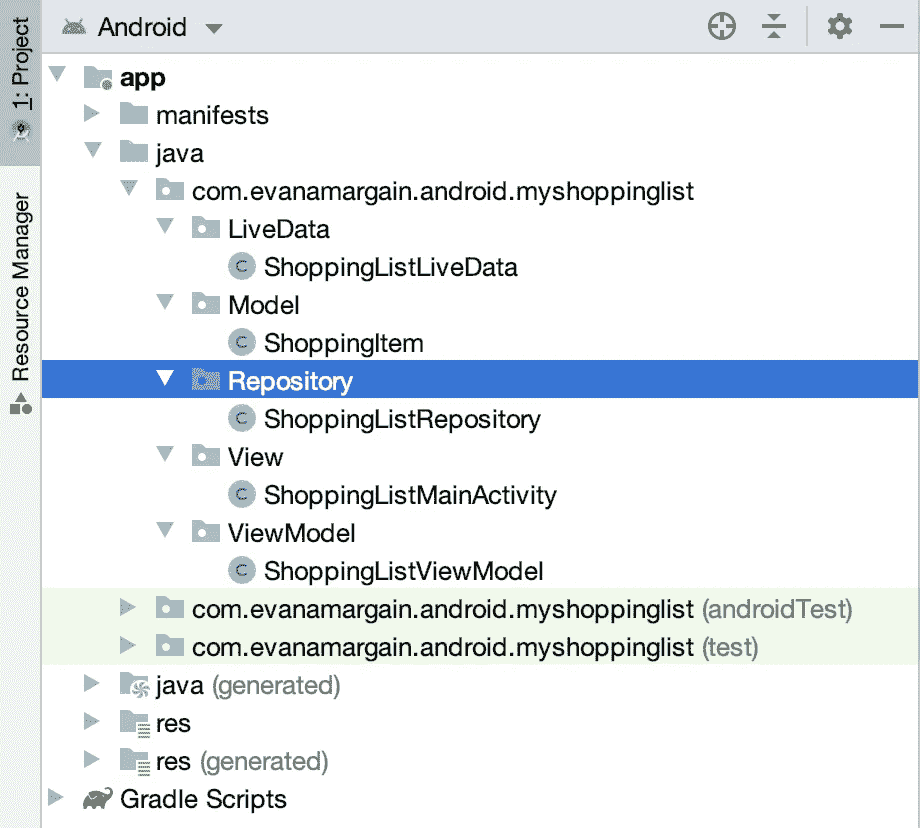 Android
1: Project
Resource Manager
app
manifests
java
com.evanamargain.android.myshoppinglist
LiveData
ShoppingListLiveData
Model
ShoppingItem
Repository
ShoppingListRepository
View
ShoppingListMainActivity
ViewModel
ShoppingListViewModel
com.evanamargain.android.myshoppinglist (androidTest)
com.evanamargain.android.myshoppinglist (test)
java (generated)
res
res (generated)
Gradle Scripts